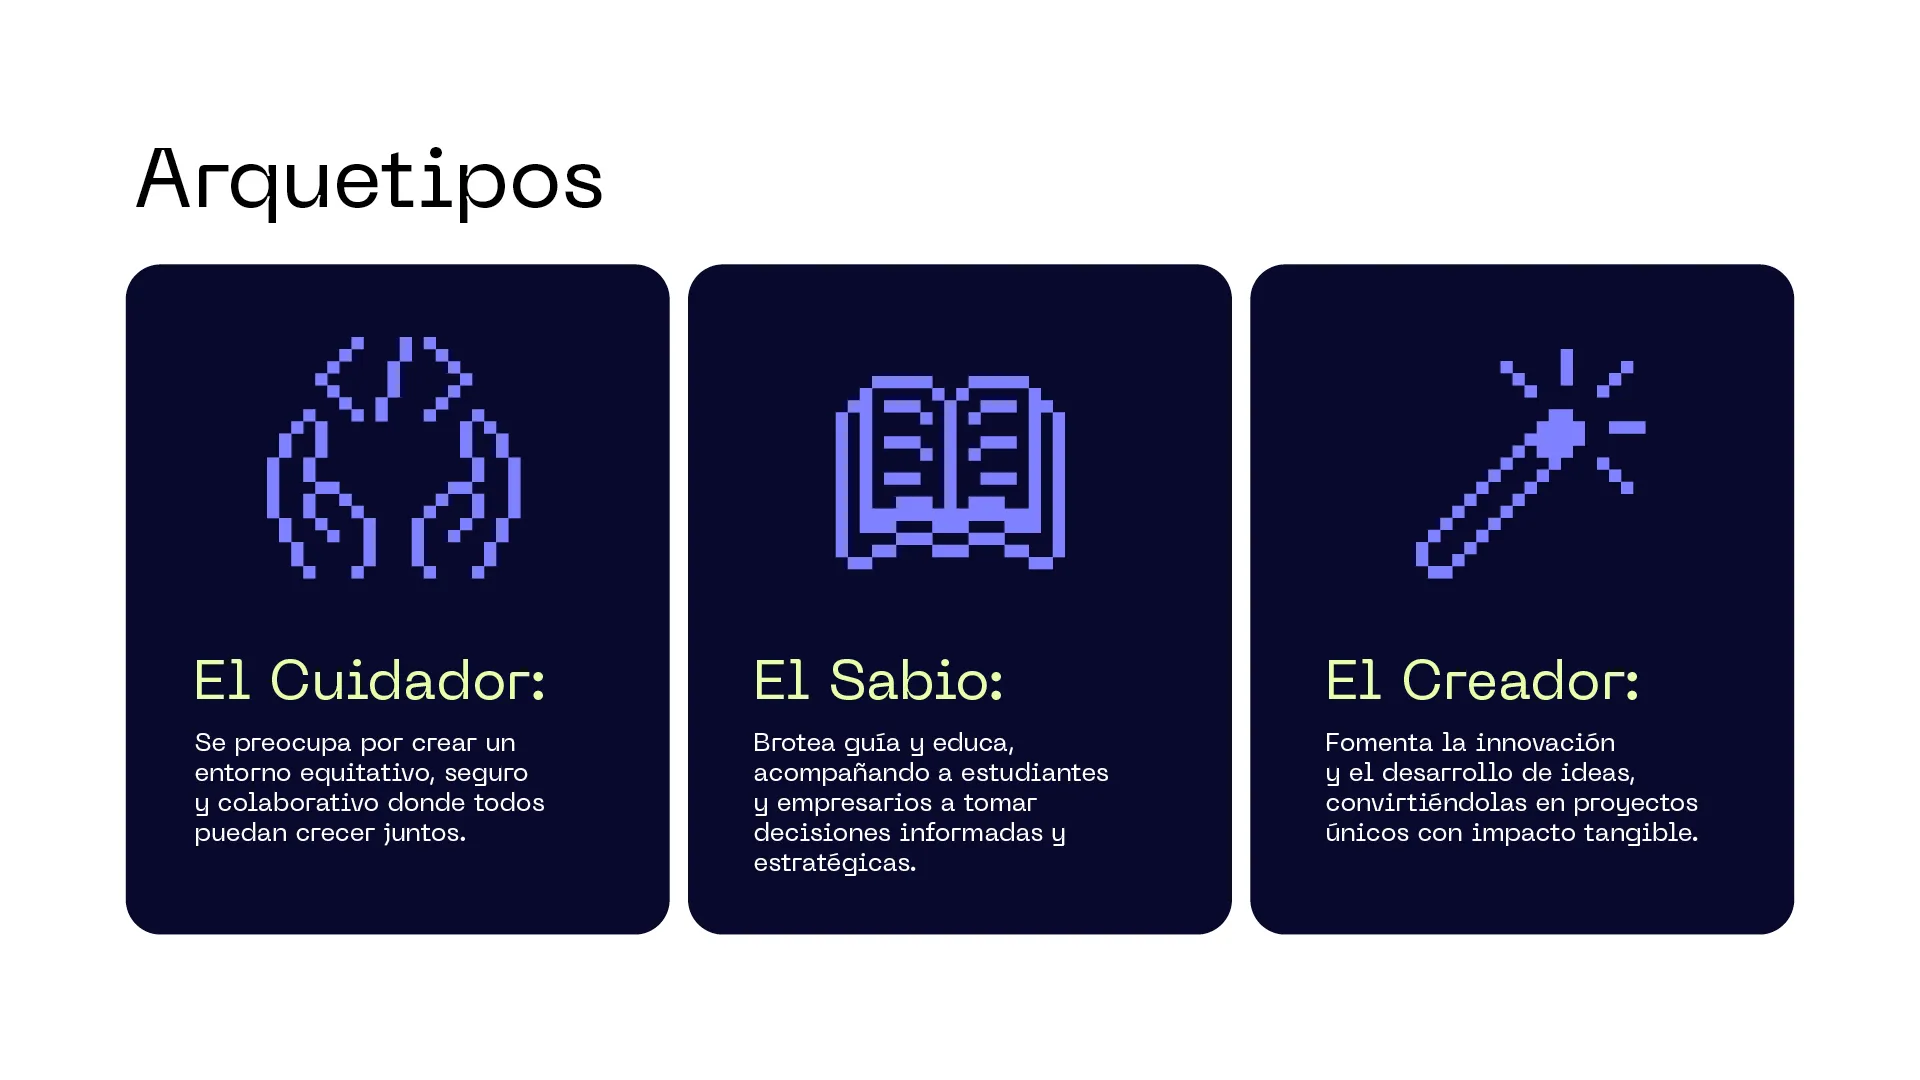 Arquetipos
El Cuidador:
Se preocupa por crear un
entorno equitativo, seguro
y colaborativo donde todos
puedan crecer juntos.
El Sabio:
Brotea guía y educa,
acompañando a estudiantes
y empresarios a tomar
decisiones informadas y
estratégicas.
El Creador:
Fomenta la innovación
y el desarrollo de ideas,
convirtiéndolas en proyectos
únicos con impacto tangible.